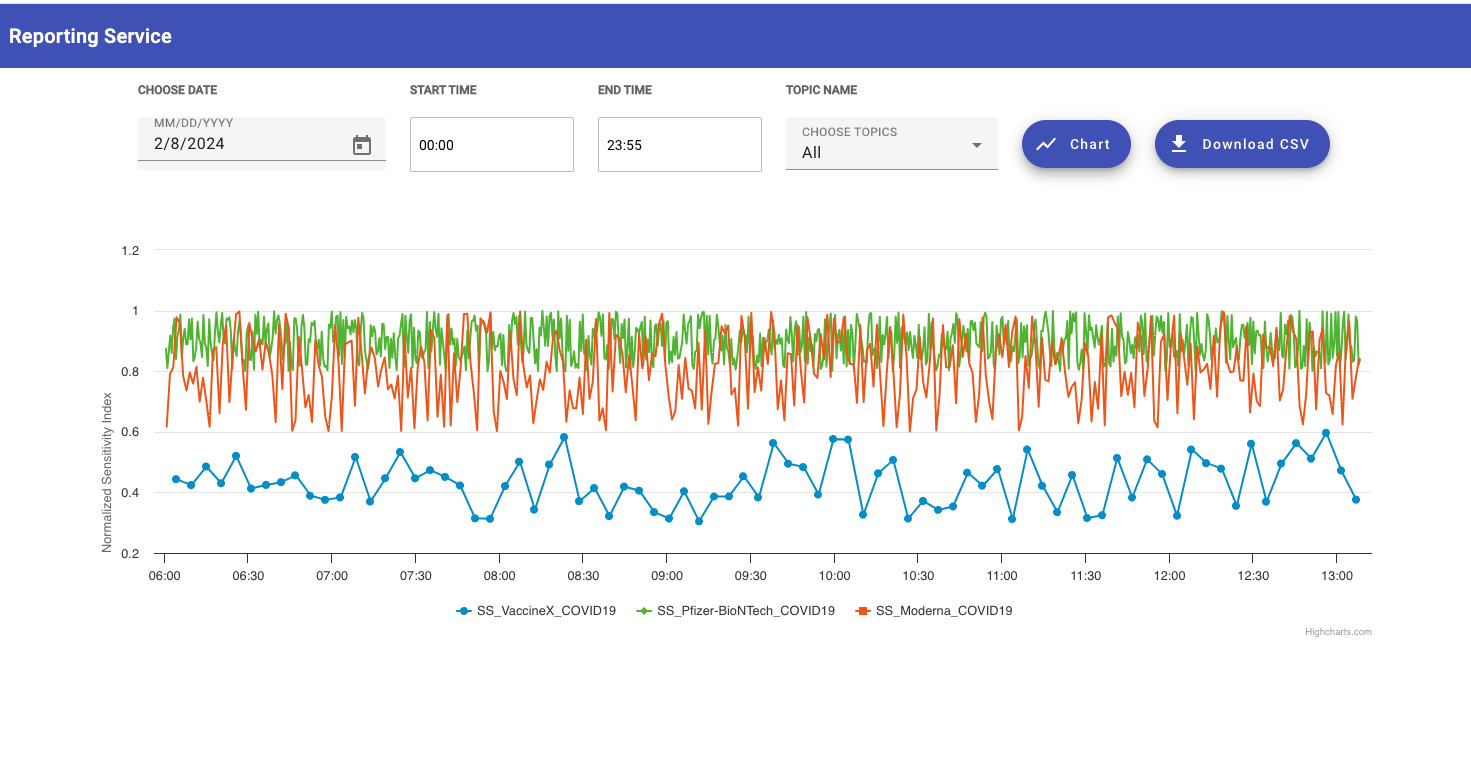 Reporting Service
CHOOSE DATE START TIME END TIME TOPIC NAME
MM/DD/YYYY
2/8/2024
00:00
23:55
CHOOSE TOPICS
All
Chart
Download CSV
Normalized Sensitivity Index
1.2
1
0.8
0.6
0.4
0.2
06:00 06:30 07:00 07:30 08:00 08:30 09:00 09:30 10:00 10:30 11:00 11:30 12:00 12:30 13:00
SS_VaccineX_COVID19 SS_Pfizer-BioNTech_COVID19 SS_Moderna_COVID19
Highcharts.com